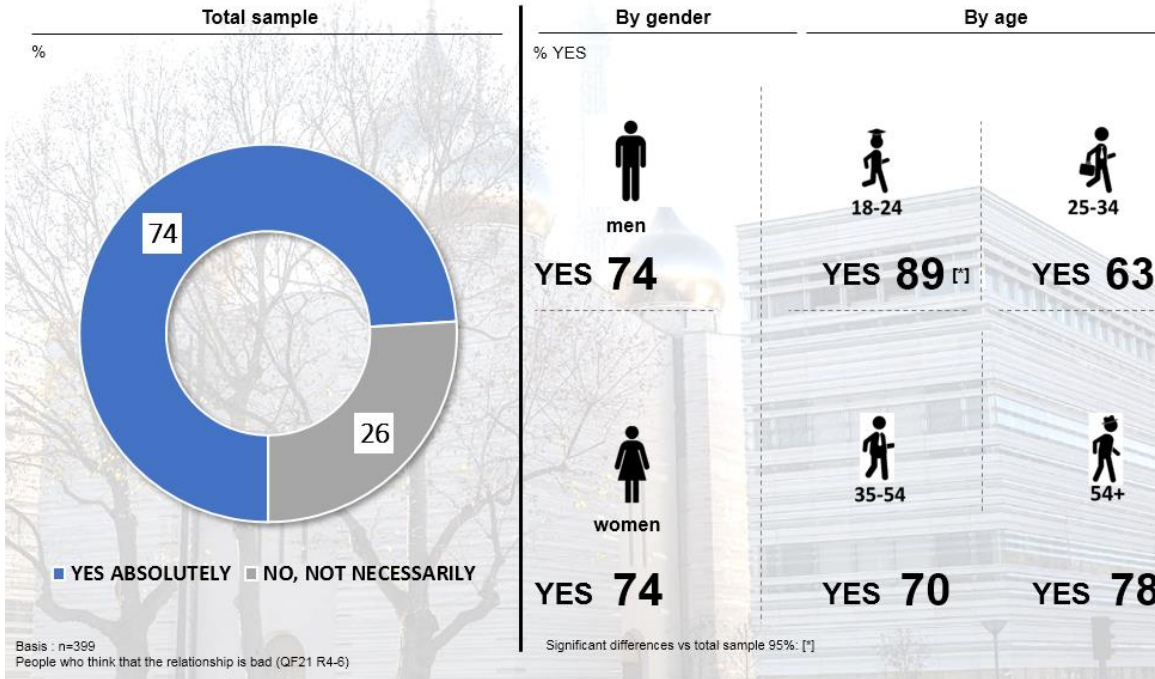 Total sample
%
74
26
YES ABSOLUTELY NO, NOT NECESSARILY
Basis : n=399
People who think that the relationship is bad (QF21 R4-6)
By gender
% YES
men
YES 74
women
YES 74
By age
18-24
YES 89 [*]
25-34
YES 63
35-54
YES 70
54+
YES 78
Significant differences vs total sample 95%: [*]